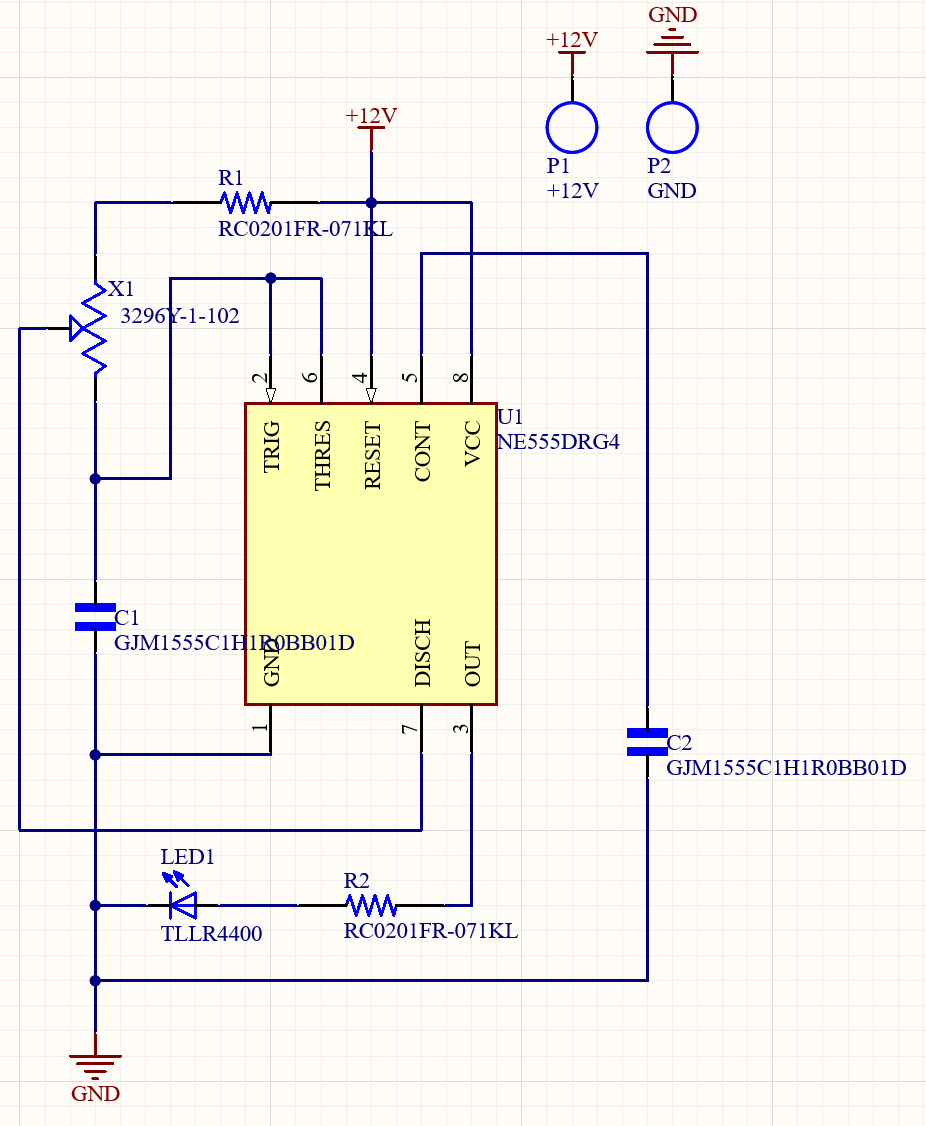 GND
+12V
P1
+12V
P2
GND
+12V
R1
RC0201FR-071KL
X1
3296Y-1-102
2
6
4
5
8
TRIG
THRES
RESET
CONT
VCC
U1
NE555DRG4
C1
GJM1555C1H1R0BB01D
GND
DISCH
OUT
1
7
3
C2
GJM1555C1H1R0BB01D
LED1
TLLR4400
R2
RC0201FR-071KL
GND